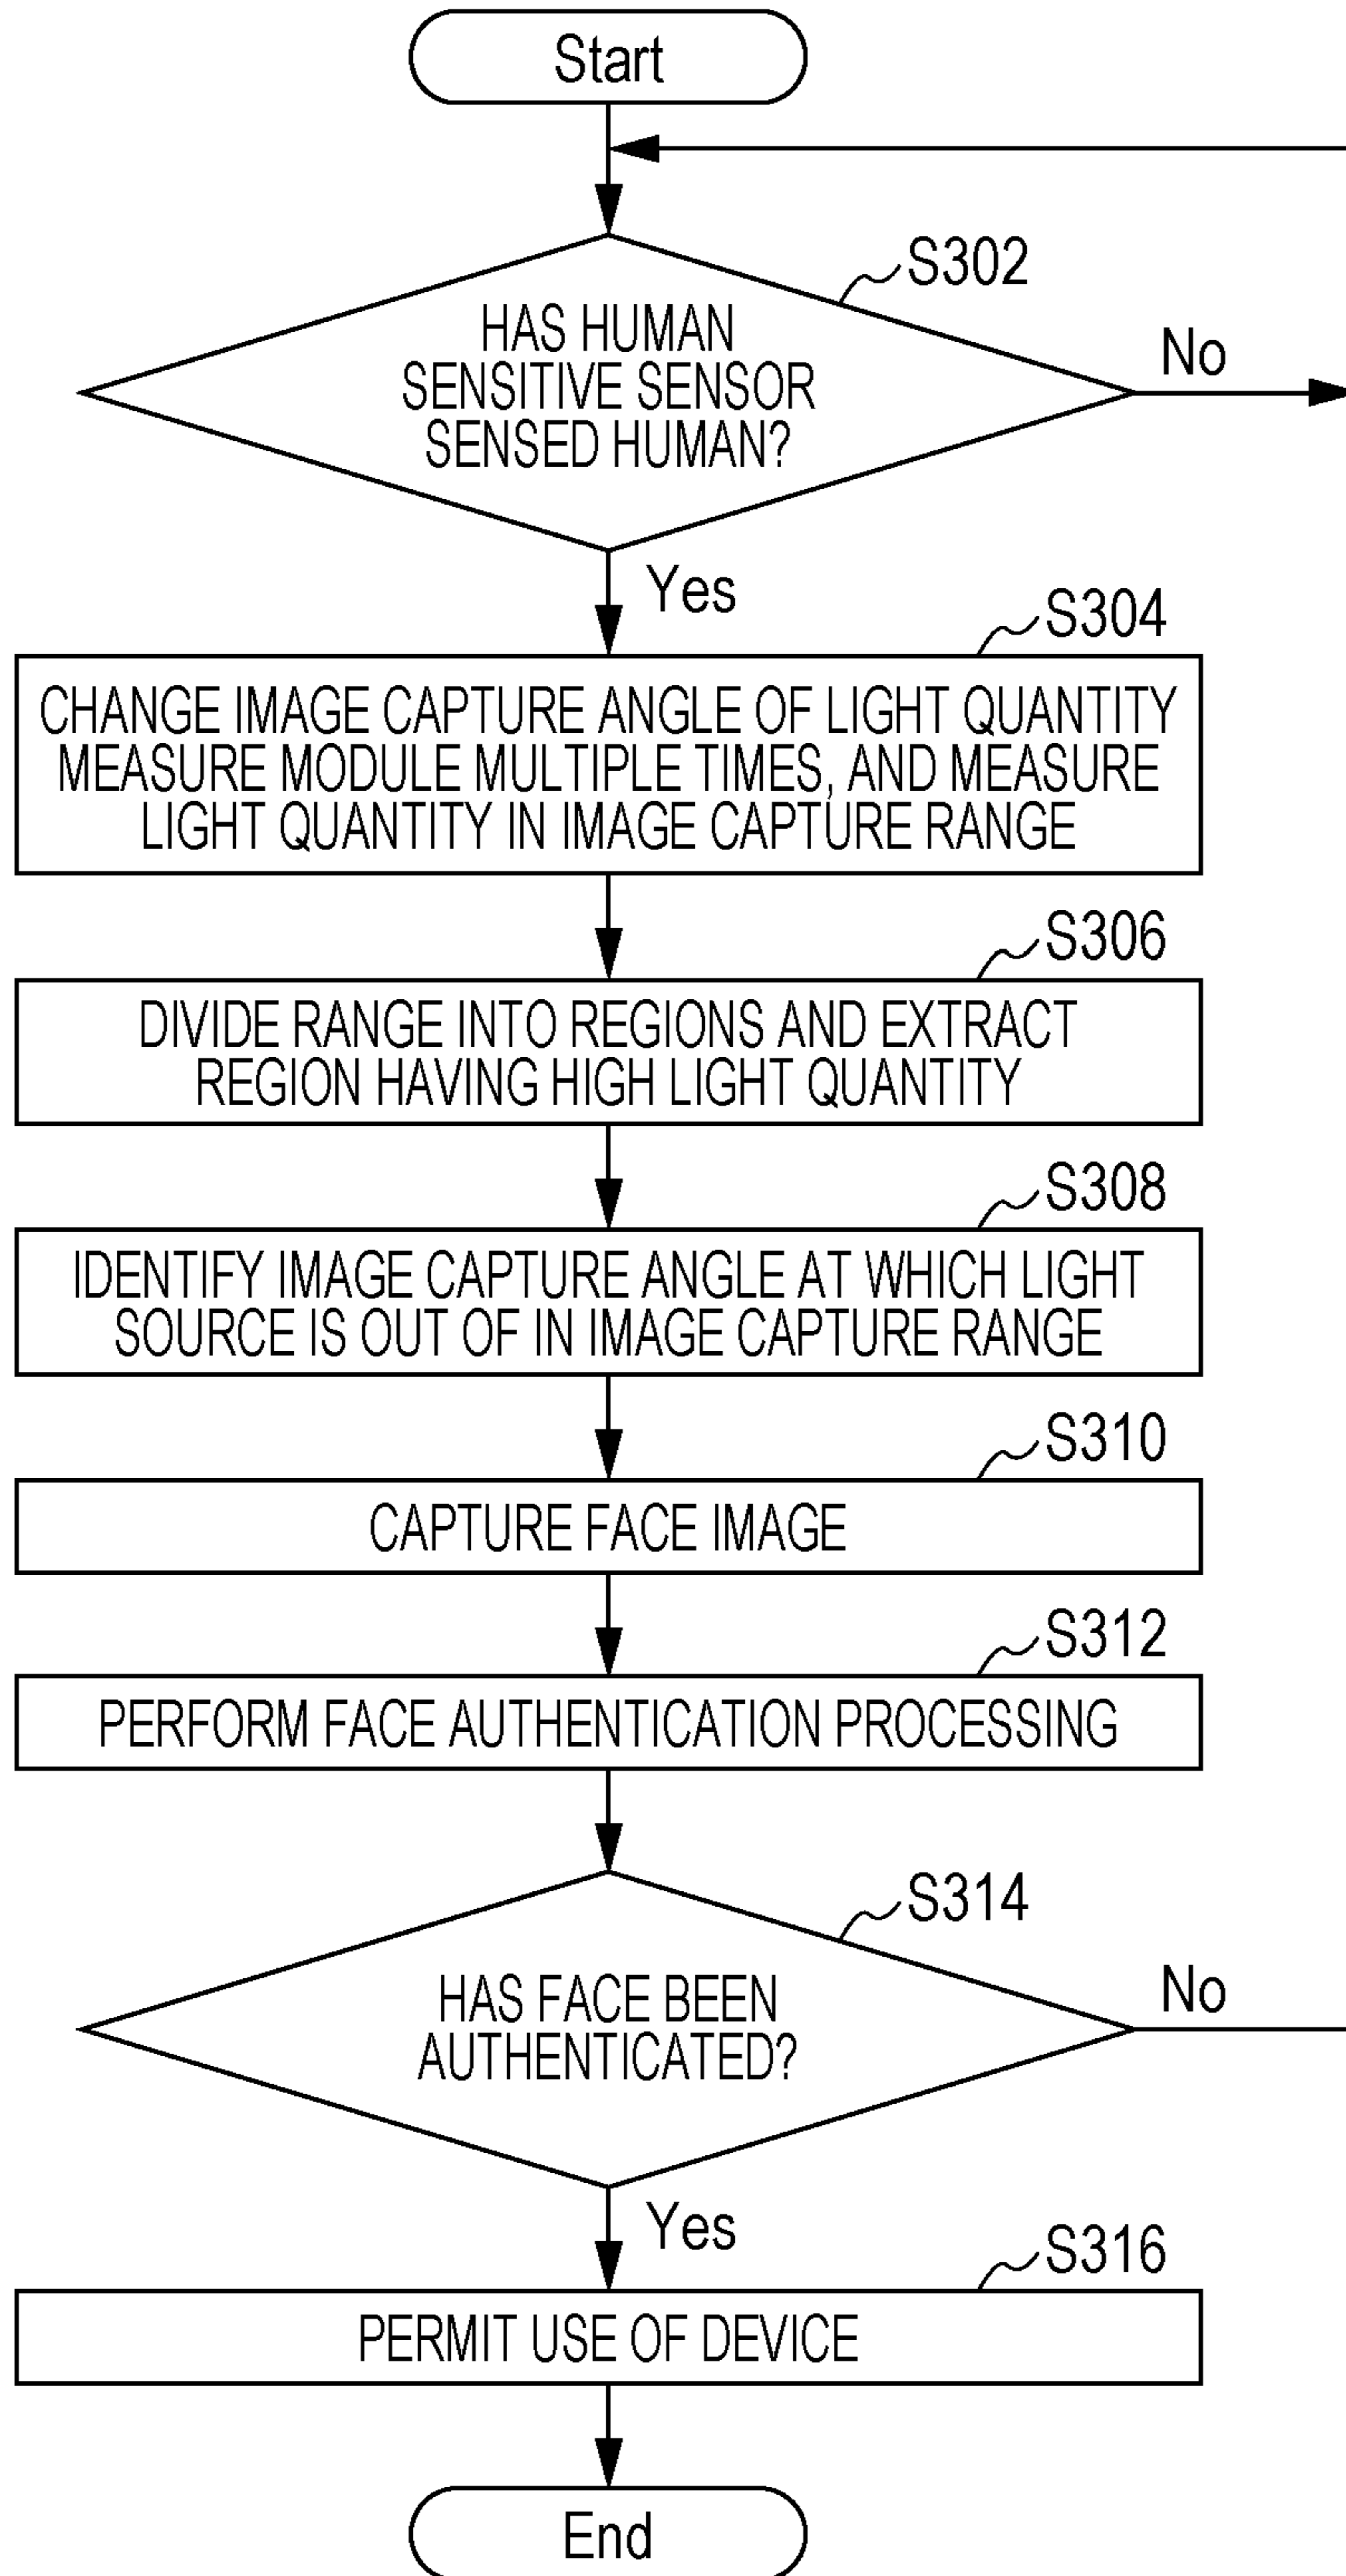 Start
S302
HAS HUMAN
SENSITIVE SENSOR
SENSED HUMAN?
No
Yes
S304
CHANGE IMAGE CAPTURE ANGLE OF LIGHT QUANTITY
MEASURE MODULE MULTIPLE TIMES, AND MEASURE
LIGHT QUANTITY IN IMAGE CAPTURE RANGE
S306
DIVIDE RANGE INTO REGIONS AND EXTRACT
REGION HAVING HIGH LIGHT QUANTITY
S308
IDENTIFY IMAGE CAPTURE ANGLE AT WHICH LIGHT
SOURCE IS OUT OF IN IMAGE CAPTURE RANGE
S310
CAPTURE FACE IMAGE
S312
PERFORM FACE AUTHENTICATION PROCESSING
S314
HAS FACE BEEN
AUTHENTICATED?
No
Yes
S316
PERMIT USE OF DEVICE
End